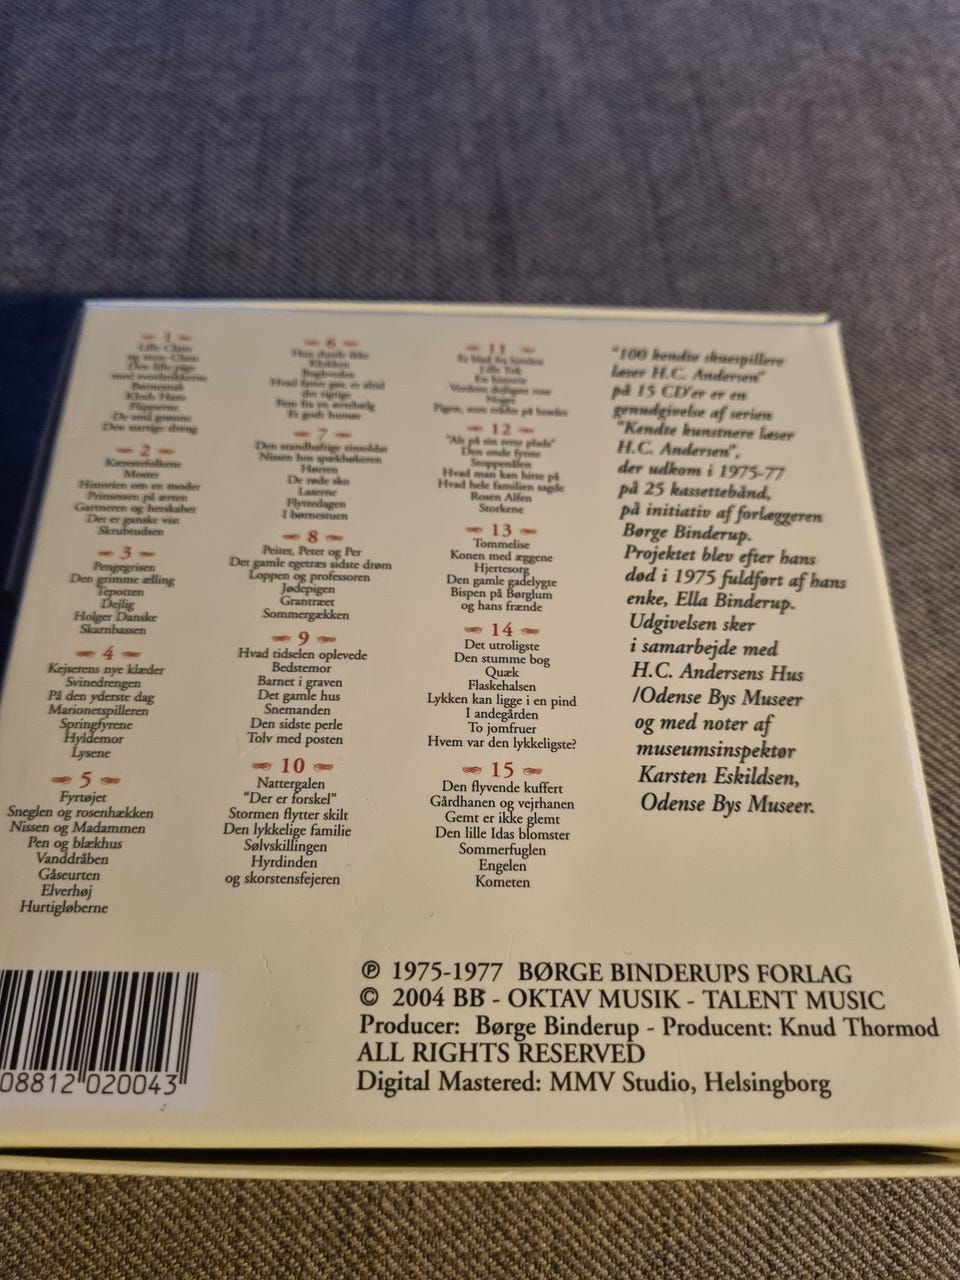 1
Lille Claus
og store Claus
Den lille pige
med svovlstikkerne
Børnesnak
Klods Hans
Flipperne
De små grønne
Den uartige dreng
2
Kærestefolkene
Moster
Historien om en moder
Prinsessen på ærten
Gartneren og herskabet
Det er ganske vist
Skrubtudsen
3
Pengegrisen
Den grimme ælling
Tepotten
Dejlig
Holger Danske
Skarnbassen
4
Kejserens nye klæder
Svinedrengen
På den yderste dag
Marionetspilleren
Springfyrene
Hyldemor
Lysene
5
Fyrtøjet
Sneglen og rosenhækken
Nissen og Madammen
Pen og blækhus
Vanddråben
Gåseurten
Elverhøj
Hurtigløberne
6
Hun duede ikke
Klokken
Boghveden
Hvad fatter gør, er altid
det rigtige
Fem fra en ærtebælg
Et godt humør
7
Den standhaftige tinsoldat
Nissen hos spækhøkeren
Hørren
De røde sko
Laserne
Flyttedagen
I børnestuen
8
Peiter, Peter og Per
Det gamle egetræs sidste drøm
Loppen og professoren
Jødepigen
Grantræet
Sommergækken
9
Hvad tidselen oplevede
Bedstemor
Barnet i graven
Det gamle hus
Snemanden
Den sidste perle
Tolv med posten
10
Nattergalen
"Der er forskel"
Stormen flytter skilt
Den lykkelige familie
Sølvskillingen
Hyrdinden
og skorstensfejeren
11
Et blad fra himlen
Lille Tuk
En historie
Verdens dejligste rose
Pigen, som trådte på brødet
12
"Alt på sin rette plads"
Den onde fyrste
Stoppenålen
Hvad man kan hitte på
Hvad hele familien sagde
Rosen Alfen
Storkene
13
Tommelise
Konen med æggene
Hjertesorg
Den gamle gadelygte
Bispen på Børglum
og hans frænde
14
Det utroligste
Den stumme bog
Quæk
Flaskehalsen
Lykken kan ligge i en pind
I andegården
To jomfruer
Hvem var den lykkeligste?
15
Den flyvende kuffert
Gårdhanen og vejrhanen
Gemt er ikke glemt
Den lille Idas blomster
Sommerfuglen
Engelen
Kometen
"100 kendte skuespillere
læser H.C. Andersen"
på 15 CD'er er en
genudgivelse af serien
"Kendte kunstnere læser
H.C. Andersen",
der udkom i 1975-77
på 25 kassettebånd,
på initiativ af forlæggeren
Børge Binderup.
Projektet blev efter hans
død i 1975 fuldført af hans
enke, Ella Binderup.
Udgivelsen sker
i samarbejde med
H.C. Andersens Hus
/Odense Bys Museer
og med noter af
museumsinspektør
Karsten Eskildsen,
Odense Bys Museer.
℗ 1975-1977 BØRGE BINDERUPS FORLAG
© 2004 BB - OKTAV MUSIK - TALENT MUSIC
Producer: Børge Binderup - Producent: Knud Thormod
ALL RIGHTS RESERVED
Digital Mastered: MMV Studio, Helsingborg
08812 020043